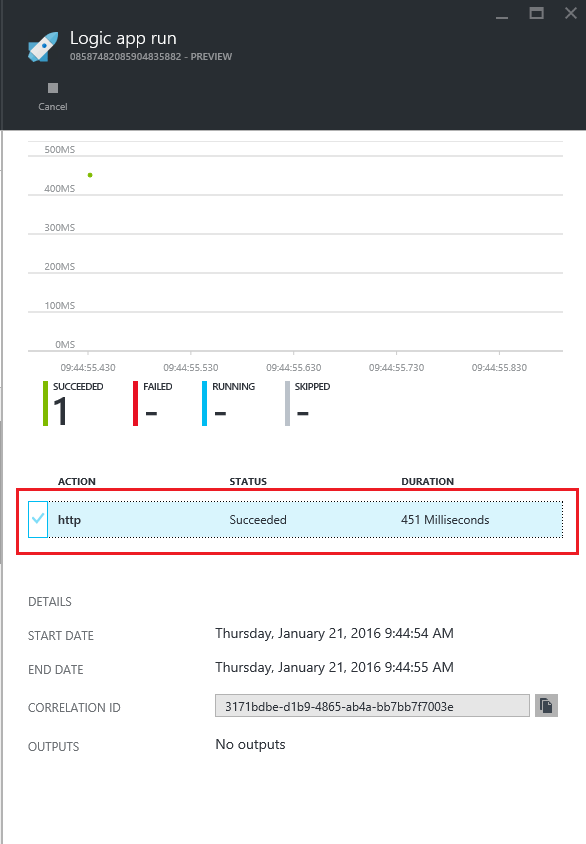 Logic app run
08587482085904835882 - PREVIEW
Cancel
500MS
400MS
300MS
200MS
100MS
0MS
09:44:55.430 09:44:55.530 09:44:55.630 09:44:55.730 09:44:55.830
SUCCEEDED FAILED RUNNING SKIPPED
1 - - -
ACTION STATUS DURATION
http Succeeded 451 Milliseconds
DETAILS
START DATE Thursday, January 21, 2016 9:44:54 AM
END DATE Thursday, January 21, 2016 9:44:55 AM
CORRELATION ID 3171bdbe-d1b9-4865-ab4a-bb7bb7f7003e
OUTPUTS No outputs